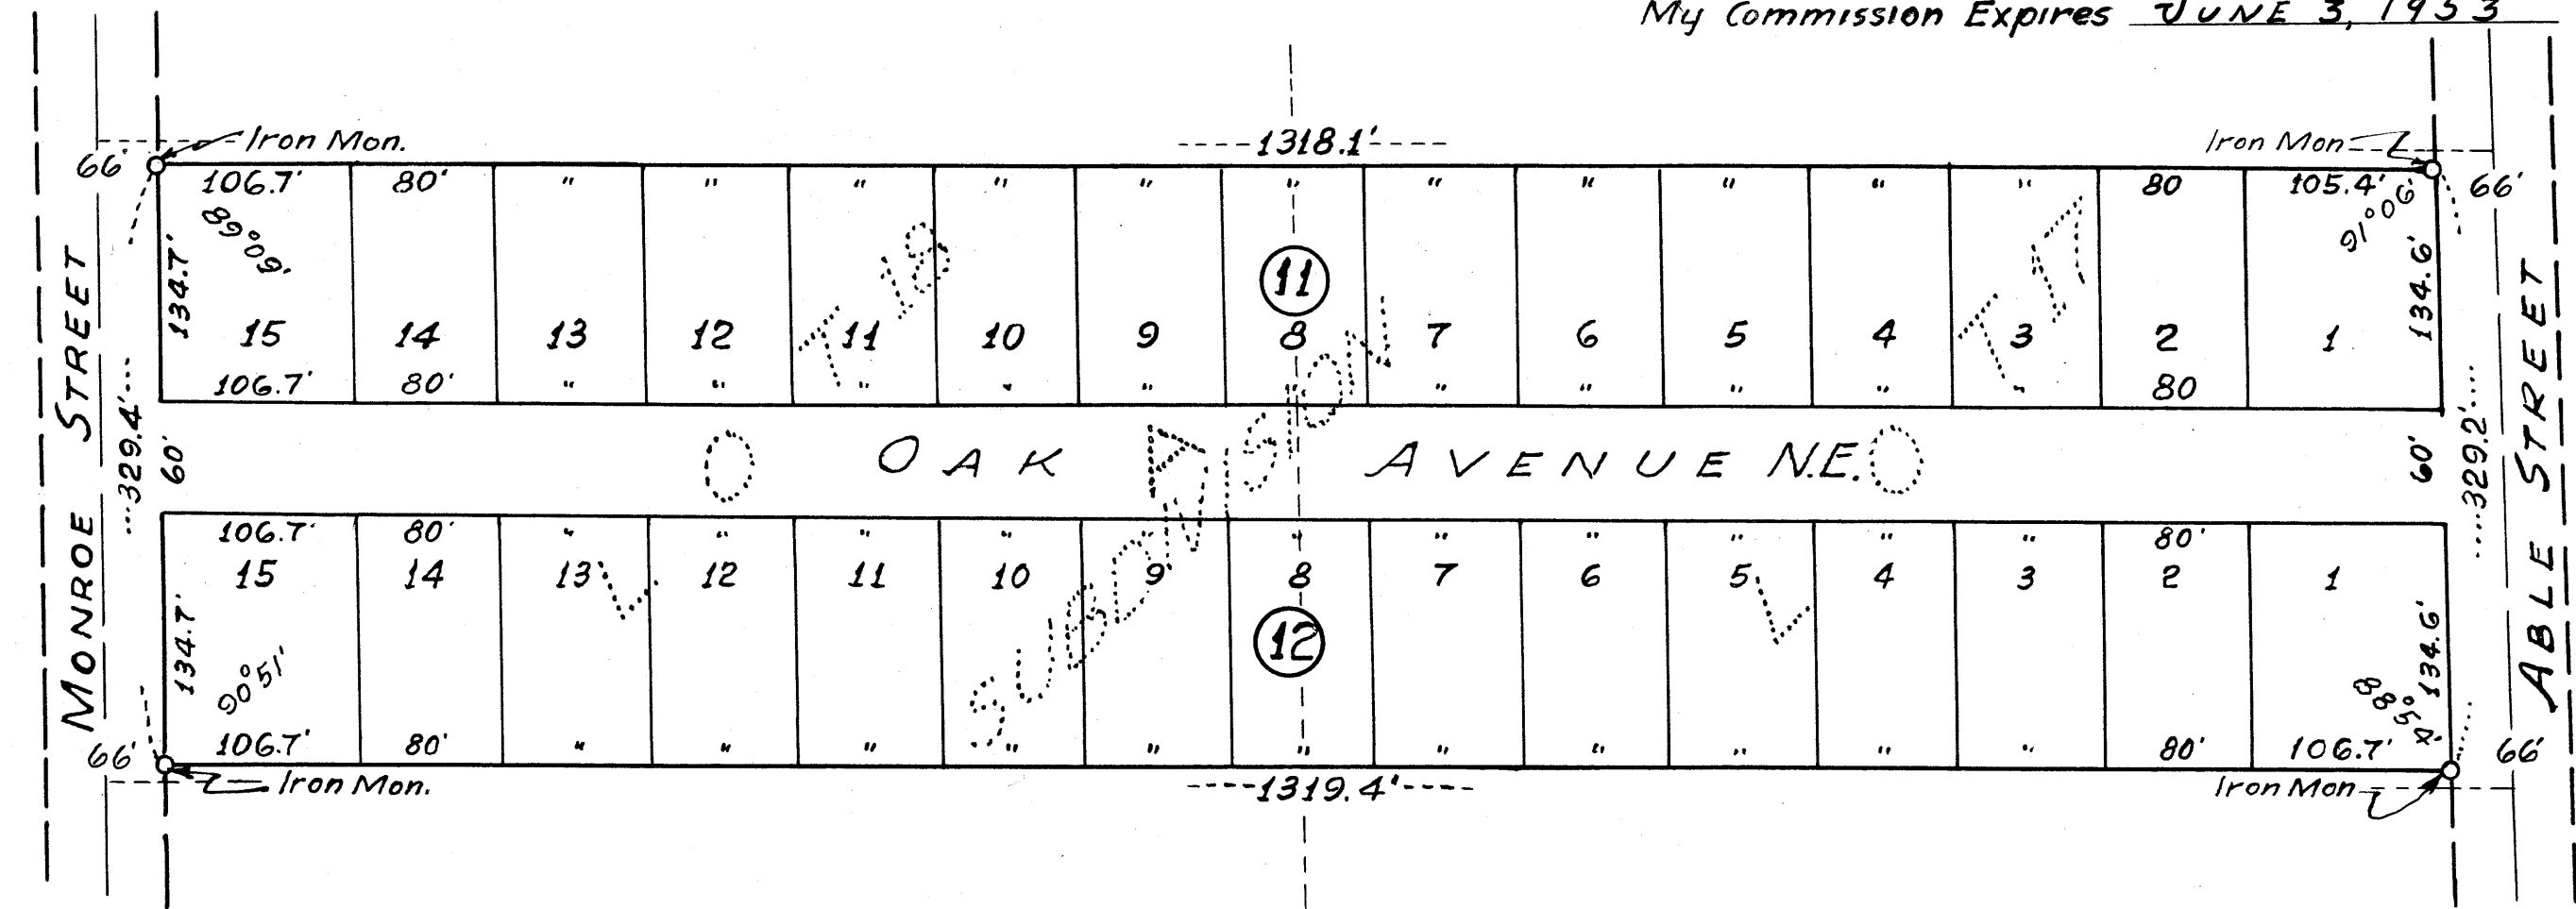 My Commission Expires JUNE 3, 1953
1318.1'
Iron Mon. Iron Mon
66' 66'
106.7' 80' " " " " " " " " " " " 80 105.4'
89°09' 91°06'
134.7' 134.6'
T 18 T 17
11
15 14 13 12 11 10 9 8 7 6 5 4 3 2 1
106.7' 80' " " " " " " " " " " " 80
MONROE STREET
ABLE STREET
329.4' 329.2'
60' 60'
OAK AVENUE N.E.
SUBDIVISION
106.7' 80' " " " " " " " " " " " 80'
15 14 13 12 11 10 9 8 7 6 5 4 3 2 1
12
134.7' 134.6'
90°51' 88°54'
106.7' 80' " " " " " " " " " " " 80' 106.7'
66' 66'
Iron Mon. Iron Mon
1319.4'